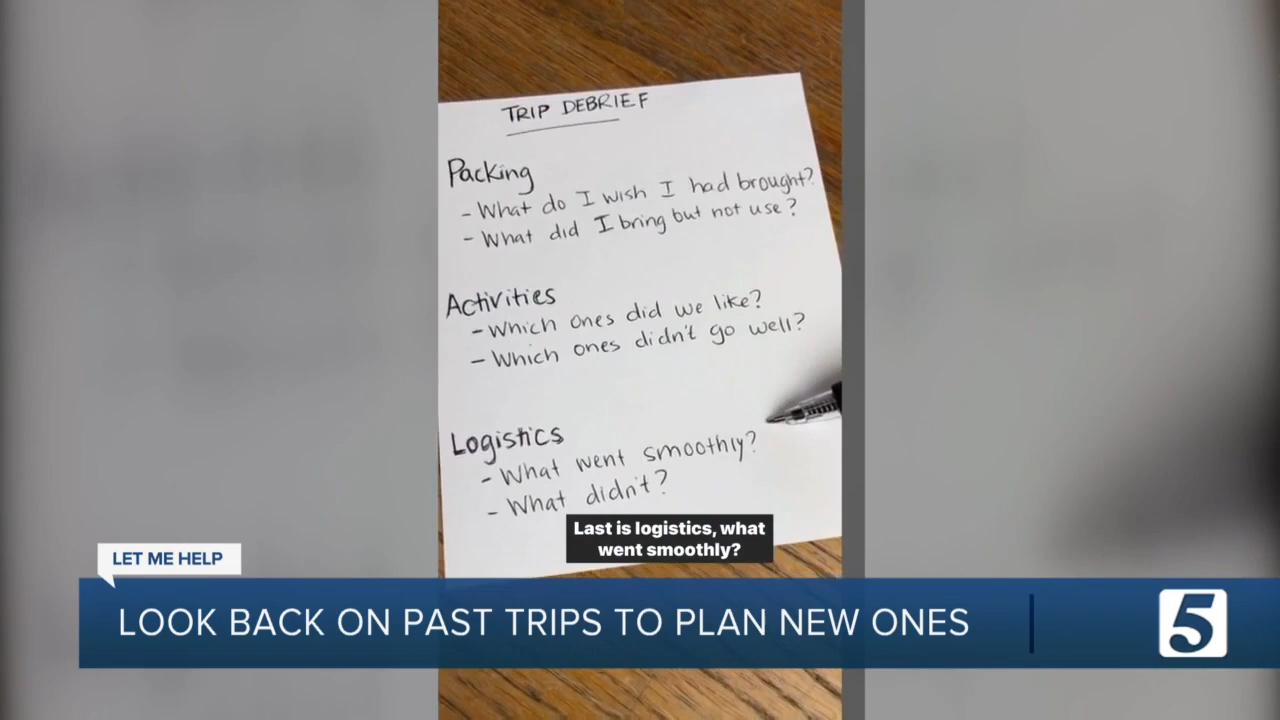 TRIP DEBRIEF
Packing
- What do I wish I had brought?
- What did I bring but not use?
Activities
- Which ones did we like?
- Which ones didn't go well?
Logistics
- What went smoothly?
- What didn't?
Last is logistics, what
went smoothly?
LET ME HELP
LOOK BACK ON PAST TRIPS TO PLAN NEW ONES
5